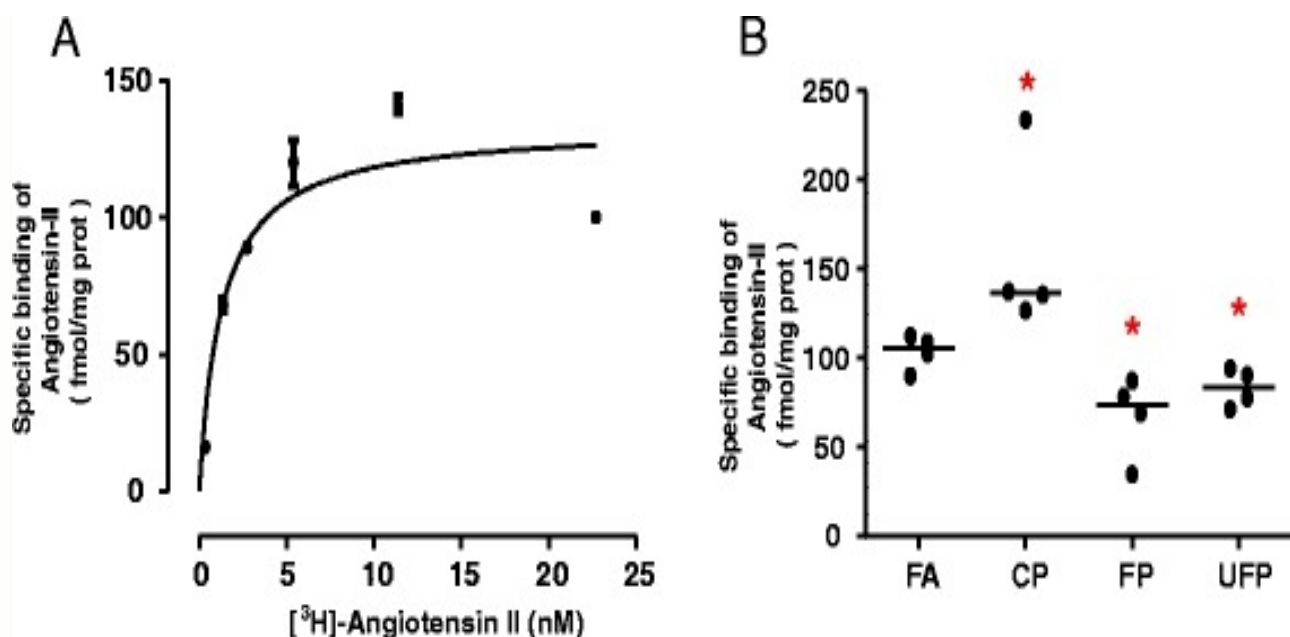 A
Specific binding of
Angiotensin-II
( fmol/mg prot )
150
100
50
0
0 5 10 15 20 25
[³H]-Angiotensin II (nM)
B
Specific binding of
Angiotensin-II
( fmol/mg prot )
250
200
150
100
50
0
* * *
FA CP FP UFP